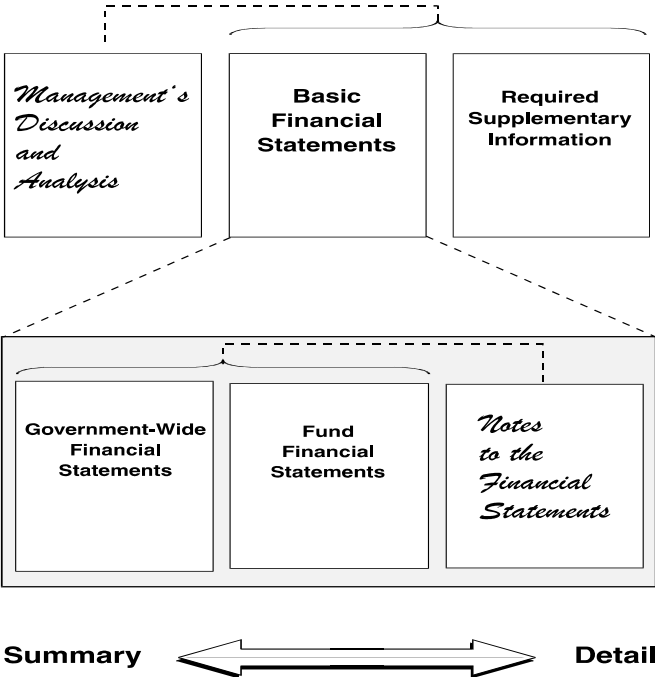 Management's
Discussion
and
Analysis
Basic
Financial
Statements
Required
Supplementary
Information
Government-Wide
Financial
Statements
Fund
Financial
Statements
Notes
to the
Financial
Statements
Summary
Detail